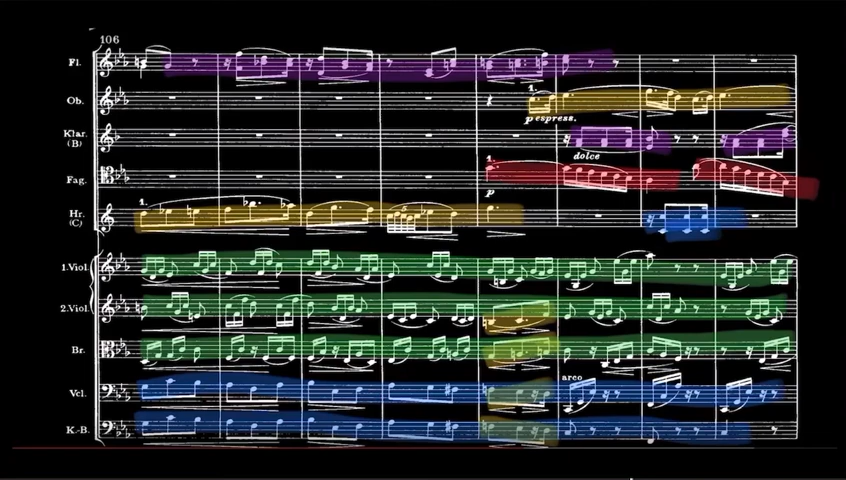 106
Fl.
Ob.
1.
p espress.
Klar.
(B)
dolce
1.
Fag.
p
1.
Hr.
(C)
1.Viol.
2.Viol.
Br.
arco
Vcl.
K.-B.